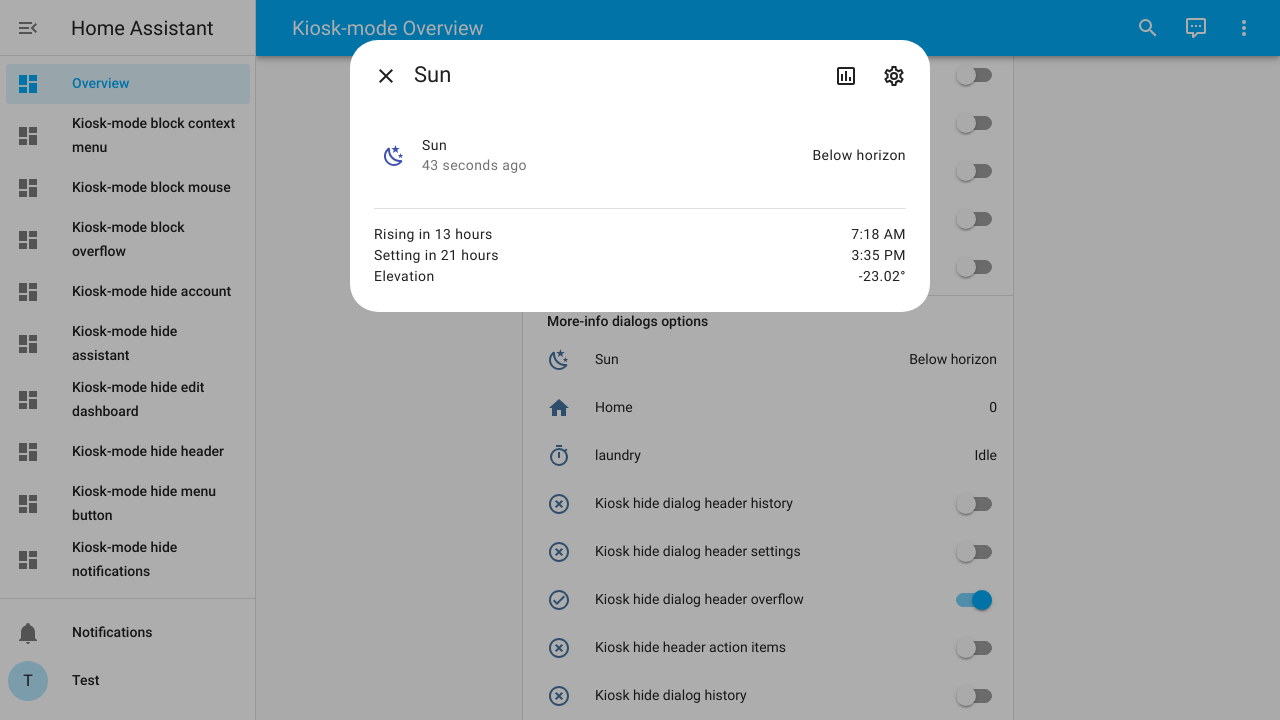 Home Assistant
Kiosk-mode Overview
Overview
Kiosk-mode block context
menu
Kiosk-mode block mouse
Kiosk-mode block
overflow
Kiosk-mode hide account
Kiosk-mode hide
assistant
Kiosk-mode hide edit
dashboard
Kiosk-mode hide header
Kiosk-mode hide menu
button
Kiosk-mode hide
notifications
Notifications
T Test
Sun
Sun
43 seconds ago
Below horizon
Rising in 13 hours 7:18 AM
Setting in 21 hours 3:35 PM
Elevation -23.02°
More-info dialogs options
Sun Below horizon
Home 0
laundry Idle
Kiosk hide dialog header history
Kiosk hide dialog header settings
Kiosk hide dialog header overflow
Kiosk hide header action items
Kiosk hide dialog history